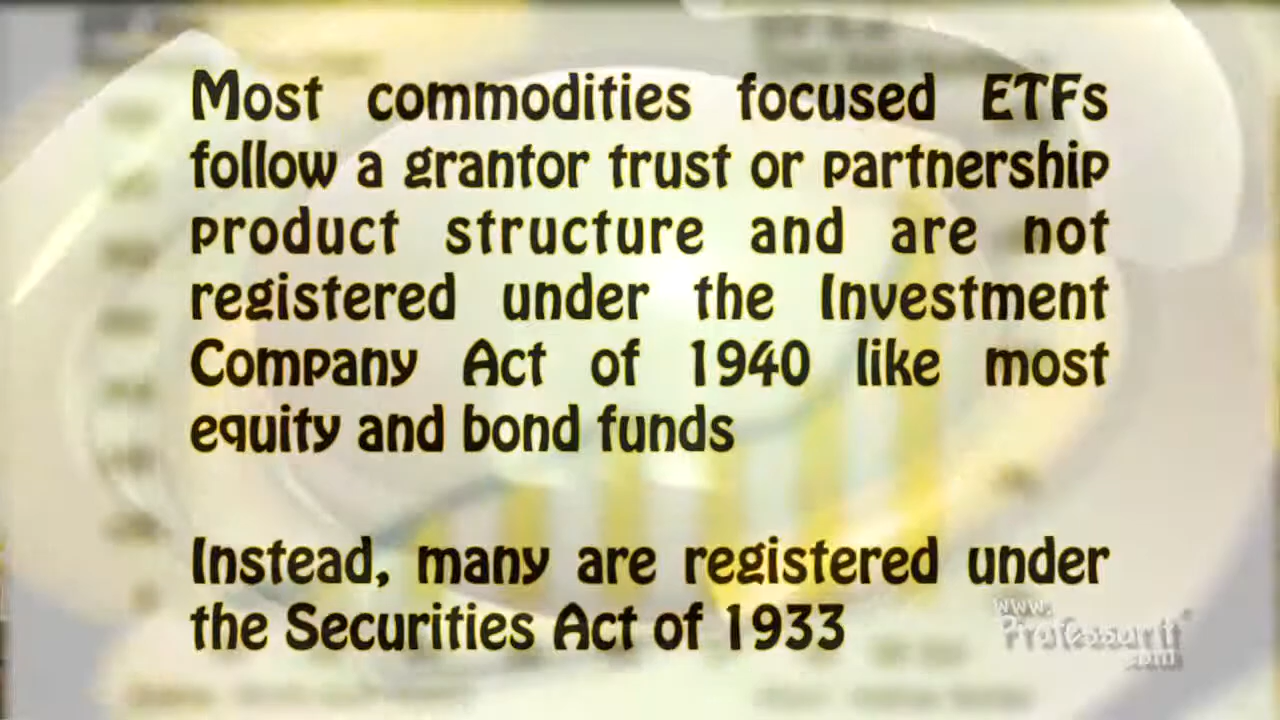 Most commodities focused ETFs
follow a grantor trust or partnership
product structure and are not
registered under the Investment
Company Act of 1940 like most
equity and bond funds
Instead, many are registered under
the Securities Act of 1933
www.
.com